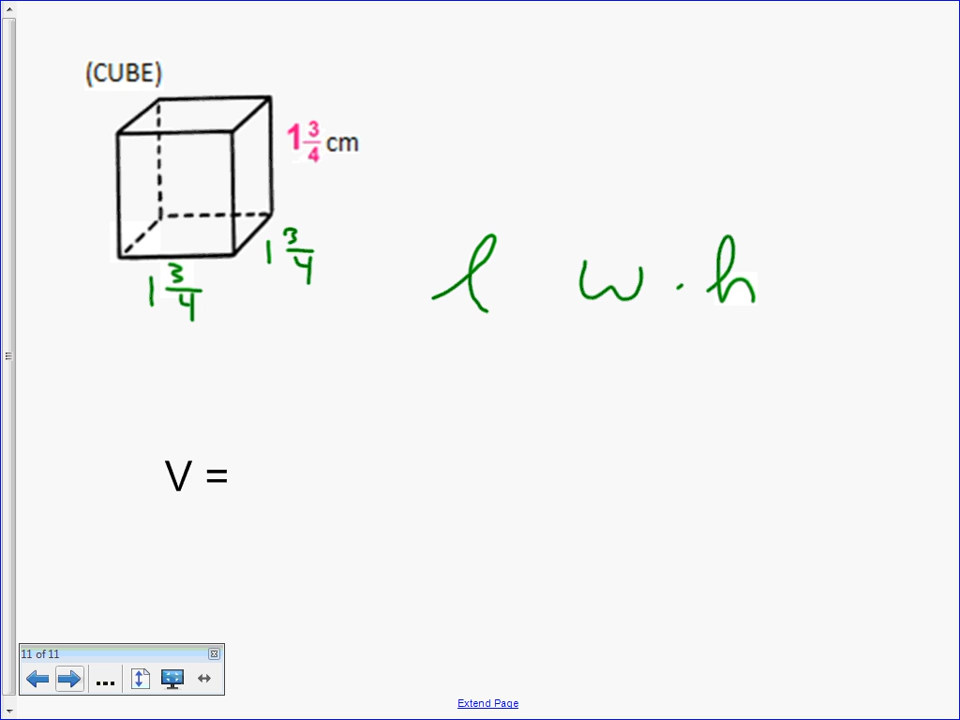 (CUBE)
1 3/4 cm
1 3/4
1 3/4
l w · h
V =
11 of 11
...
Extend Page